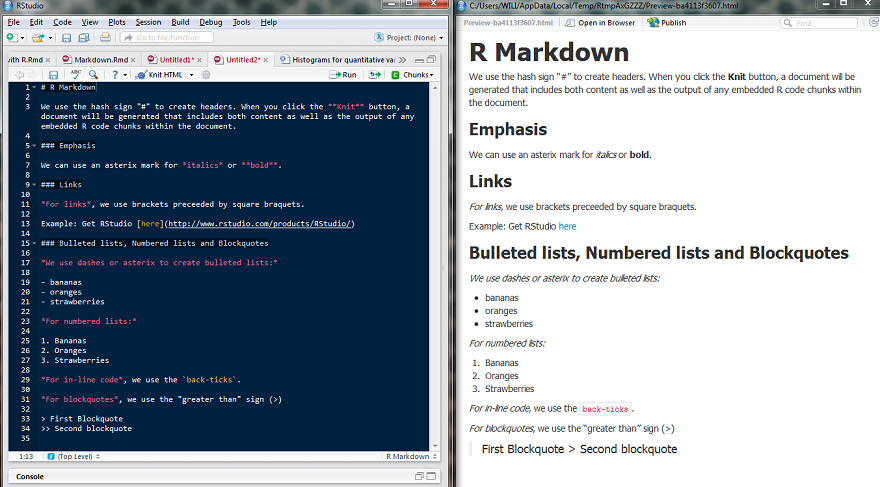 RStudio
File Edit Code View Plots Session Build Debug Tools Help
Go to file/function
Project: (None)
with R.Rmd
Markdown.Rmd
Untitled1*
Untitled2*
Histograms for quantitative var
ABC
?
Knit HTML
Run
Chunks
1 # R Markdown
2
3 We use the hash sign "#" to create headers. When you click the **Knit** button, a
document will be generated that includes both content as well as the output of any
embedded R code chunks within the document.
4
5 ### Emphasis
6
7 We can use an asterix mark for *italics* or **bold**.
8
9 ### Links
10
11 *For links*, we use brackets preceeded by square braquets.
12
13 Example: Get RStudio [here](http://www.rstudio.com/products/RStudio/)
14
15 ### Bulleted lists, Numbered lists and Blockquotes
16
17 *We use dashes or asterix to create bulleted lists:*
18
19 - bananas
20 - oranges
21 - strawberries
22
23 *For numbered lists:*
24
25 1. Bananas
26 2. Oranges
27 3. Strawberries
28
29 *For in-line code*, we use the `back-ticks`.
30
31 *For blockquotes*, we use the "greater than" sign (>)
32
33 > First Blockquote
34 >> Second blockquote
35
1:13
(Top Level)
R Markdown
Console
C:/Users/WILI/AppData/Local/Temp/RtmpAxGZZZ/Preview-ba4113f3607.html
Preview-ba4113f3607.html
Open in Browser
Publish
Find
R Markdown
We use the hash sign “#” to create headers. When you click the Knit button, a document will be
generated that includes both content as well as the output of any embedded R code chunks within
the document.
Emphasis
We can use an asterix mark for italics or bold.
Links
For links, we use brackets preceeded by square braquets.
Example: Get RStudio here
Bulleted lists, Numbered lists and Blockquotes
We use dashes or asterix to create bulleted lists:
• bananas
• oranges
• strawberries
For numbered lists:
1. Bananas
2. Oranges
3. Strawberries
For in-line code, we use the back-ticks.
For blockquotes, we use the “greater than” sign (>)
First Blockquote > Second blockquote